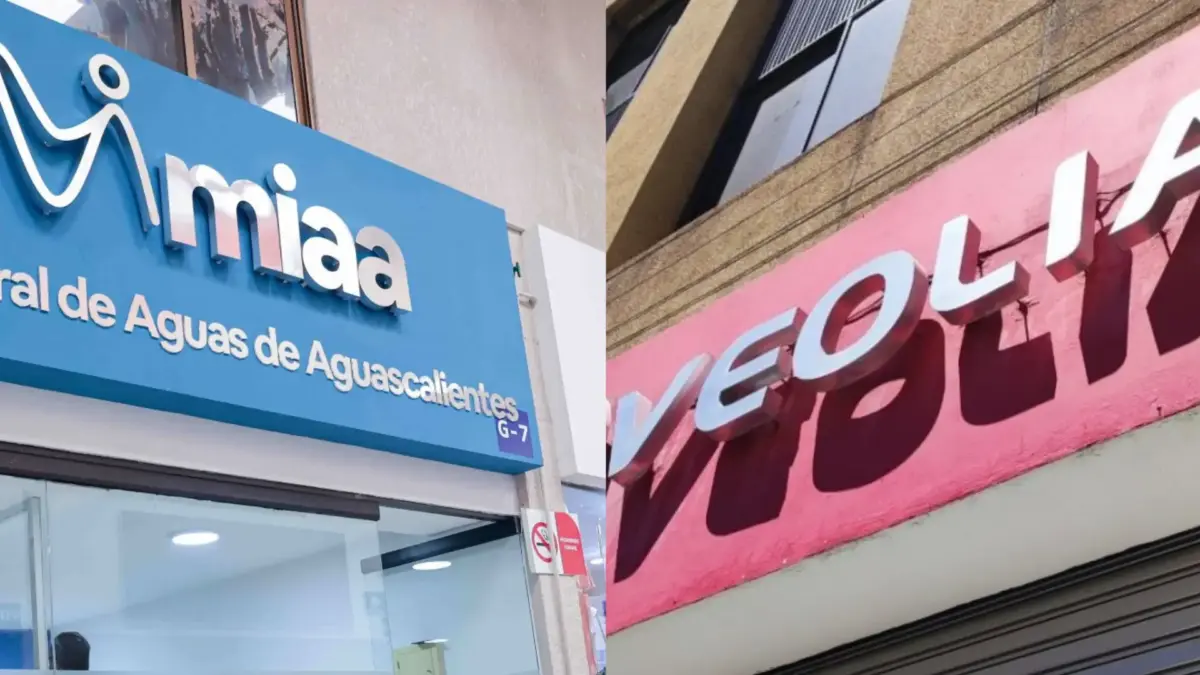 miaa
ral de Aguas de Aguascalientes
G-7
VEOLIA